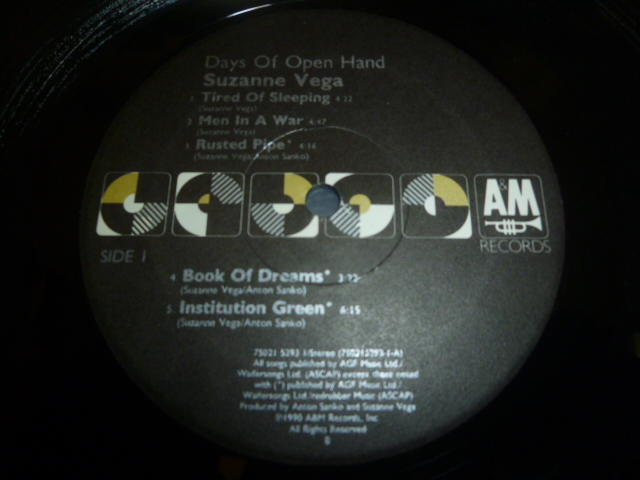 Days Of Open Hand
Suzanne Vega
1 Tired Of Sleeping 4:22
(Suzanne Vega)
2 Men In A War 4:47
(Suzanne Vega)
3 Rusted Pipe* 4:16
(Suzanne Vega/Anton Sanko)
A&M
RECORDS
SIDE 1
4 Book Of Dreams* 3:22
(Suzanne Vega/Anton Sanko)
5 Institution Green* 6:15
(Suzanne Vega/Anton Sanko)
75021 5293 1/Stereo (750215293-1-A)
All songs published by AGF Music Ltd./
Waifersongs Ltd. (ASCAP) except those noted
with (*) published by AGF Music Ltd./
Waifersongs Ltd./redrubber Music (ASCAP)
Produced by Anton Sanko and Suzanne Vega
℗©1990 A&M Records, Inc
All Rights Reserved